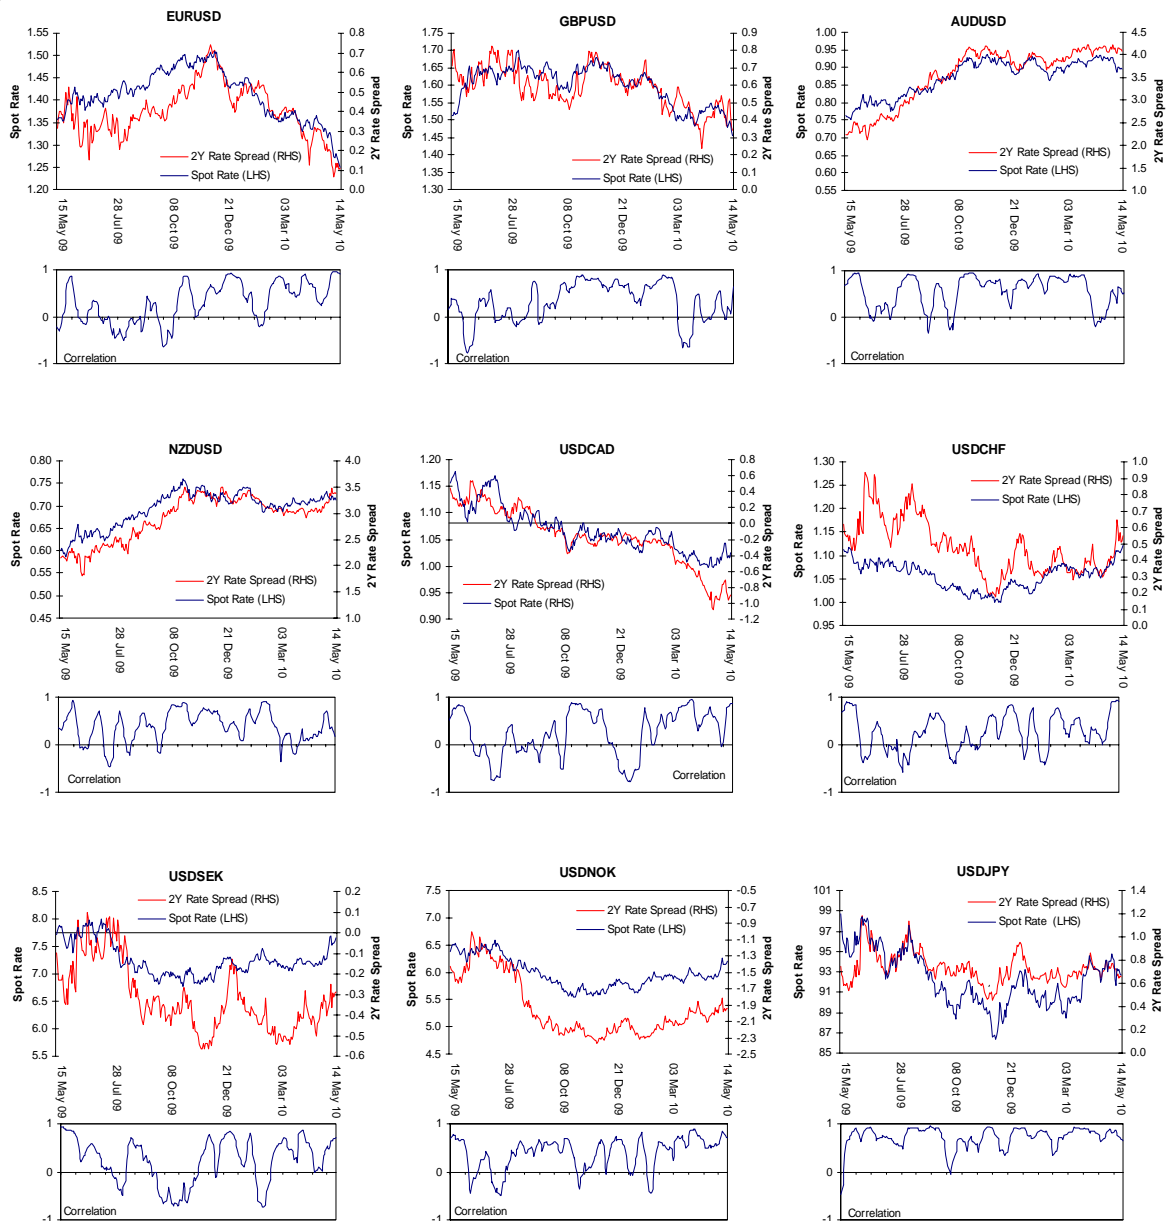 EURUSD
1.55
1.50
1.45
1.40
1.35
1.30
1.25
1.20
Spot Rate
0.8
0.7
0.6
0.5
0.4
0.3
0.2
0.1
0.0
2Y Rate Spread
2Y Rate Spread (RHS)
Spot Rate (LHS)
15 May 09
28 Jul 09
08 Oct 09
21 Dec 09
03 Mar 10
14 May 10
1
0
-1
Correlation
GBPUSD
1.75
1.70
1.65
1.60
1.55
1.50
1.45
1.40
1.35
1.30
Spot Rate
0.9
0.8
0.7
0.6
0.5
0.4
0.3
0.2
0.1
0.0
2Y Rate Spread
2Y Rate Spread (RHS)
Spot Rate (LHS)
15 May 09
28 Jul 09
08 Oct 09
21 Dec 09
03 Mar 10
14 May 10
1
0
-1
Correlation
AUDUSD
1.00
0.95
0.90
0.85
0.80
0.75
0.70
0.65
0.60
0.55
Spot Rate
4.5
4.0
3.5
3.0
2.5
2.0
1.5
1.0
2Y Rate Spread
2Y Rate Spread (RHS)
Spot Rate (LHS)
15 May 09
28 Jul 09
08 Oct 09
21 Dec 09
03 Mar 10
14 May 10
1
0
-1
Correlation
NZDUSD
0.80
0.75
0.70
0.65
0.60
0.55
0.50
0.45
Spot Rate
4.0
3.5
3.0
2.5
2.0
1.5
1.0
2Y Rate Spread
2Y Rate Spread (RHS)
Spot Rate (LHS)
15 May 09
28 Jul 09
08 Oct 09
21 Dec 09
03 Mar 10
14 May 10
1
0
-1
Correlation
USDCAD
1.20
1.15
1.10
1.05
1.00
0.95
0.90
Spot Rate
0.8
0.6
0.4
0.2
0.0
-0.2
-0.4
-0.6
-0.8
-1.0
-1.2
2Y Rate Spread
2Y Rate Spread (RHS)
Spot Rate (RHS)
15 May 09
28 Jul 09
08 Oct 09
21 Dec 09
03 Mar 10
14 May 10
1
0
-1
Correlation
USDCHF
1.30
1.25
1.20
1.15
1.10
1.05
1.00
0.95
Spot Rate
1.0
0.9
0.8
0.7
0.6
0.5
0.4
0.3
0.2
0.1
0.0
2Y Rate Spread
2Y Rate Spread (RHS)
Spot Rate (LHS)
15 May 09
28 Jul 09
08 Oct 09
21 Dec 09
03 Mar 10
14 May 10
1
0
-1
Correlation
USDSEK
8.5
8.0
7.5
7.0
6.5
6.0
5.5
Spot Rate
0.2
0.1
0.0
-0.1
-0.2
-0.3
-0.4
-0.5
-0.6
2Y Rate Spread
2Y Rate Spread (RHS)
Spot Rate (LHS)
15 May 09
28 Jul 09
08 Oct 09
21 Dec 09
03 Mar 10
14 May 10
1
0
-1
Correlation
USDNOK
7.5
7.0
6.5
6.0
5.5
5.0
4.5
Spot Rate
-0.5
-0.7
-0.9
-1.1
-1.3
-1.5
-1.7
-1.9
-2.1
-2.3
-2.5
2Y Rate Spread
2Y Rate Spread (RHS)
Spot Rate (LHS)
15 May 09
28 Jul 09
08 Oct 09
21 Dec 09
03 Mar 10
14 May 10
1
0
-1
Correlation
USDJPY
101
99
97
95
93
91
89
87
85
Spot Rate
1.4
1.2
1.0
0.8
0.6
0.4
0.2
0.0
2Y Rate Spread
2Y Rate Spread (RHS)
Spot Rate (LHS)
15 May 09
28 Jul 09
08 Oct 09
21 Dec 09
03 Mar 10
14 May 10
1
0
-1
Correlation